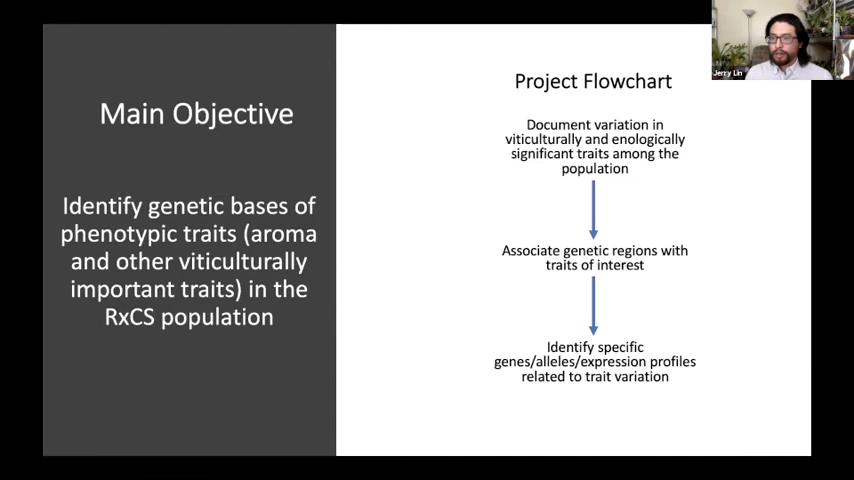 Main Objective
Identify genetic bases of
phenotypic traits (aroma
and other viticulturally
important traits) in the
RxCS population
Project Flowchart
Document variation in
viticulturally and enologically
significant traits among the
population
Associate genetic regions with
traits of interest
Identify specific
genes/alleles/expression profiles
related to trait variation
Jerry Lin